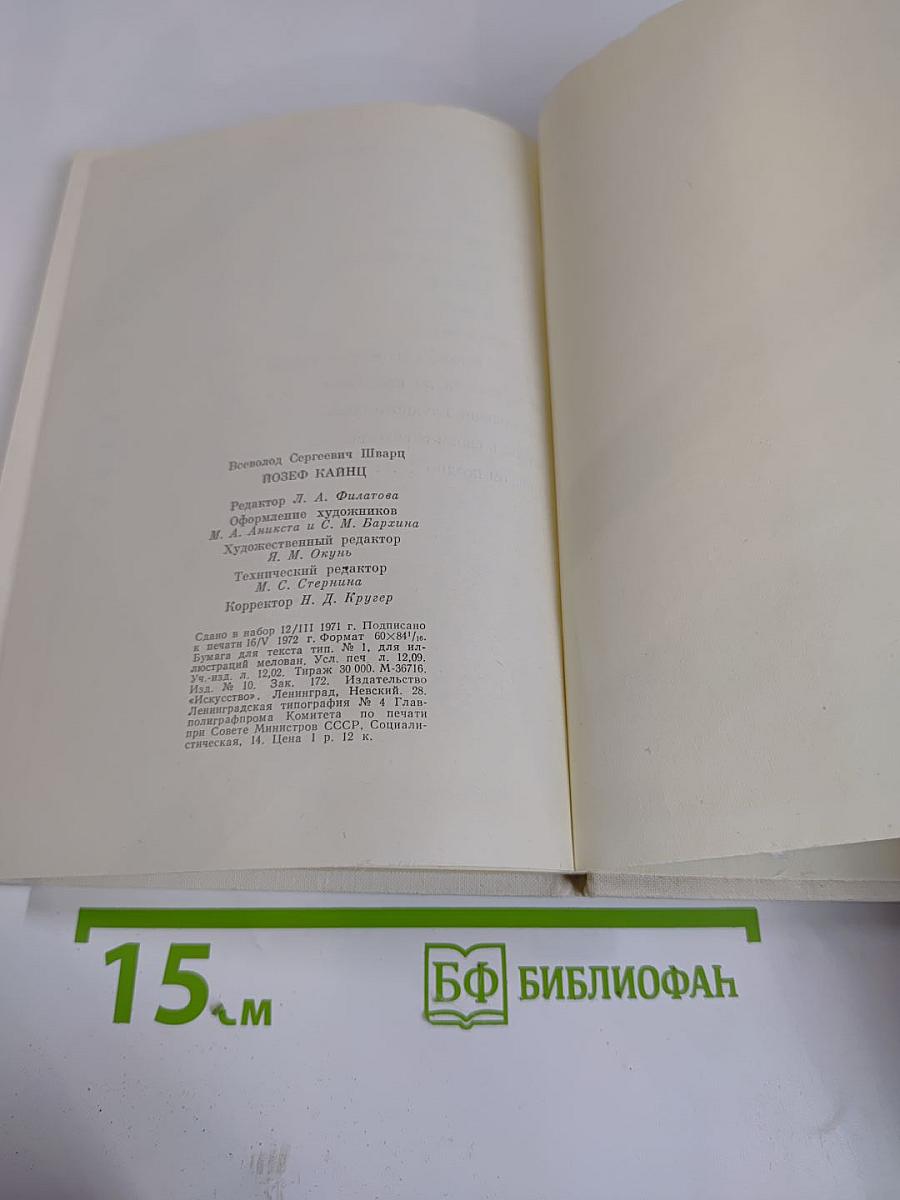 Всеволод Сергеевич Шварц
ЙОЗЕФ КАЙНЦ
Редактор Л. А. Филатова
Оформление художников
М. А. Аникста и С. М. Бархина
Художественный редактор
Я. М. Окунь
Технический редактор
М. С. Стернина
Корректор Н. Д. Кругер
Сдано в набор 12/III 1971 г. Подписано
к печати 16/V 1972 г. Формат 60×84¹/₁₆.
Бумага для текста тип. № 1, для ил-
люстраций мелован. Усл. печ л. 12,09.
Уч.-изд. л. 12,02. Тираж 30 000. М-36716.
Изд. № 10. Зак. 172. Издательство
«Искусство». Ленинград, Невский. 28.
Ленинградская типография № 4 Глав-
полиграфпрома Комитета по печати
при Совете Министров СССР, Социали-
стическая, 14. Цена 1 р. 12 к.
15 см
БФ БИБЛИОФАН